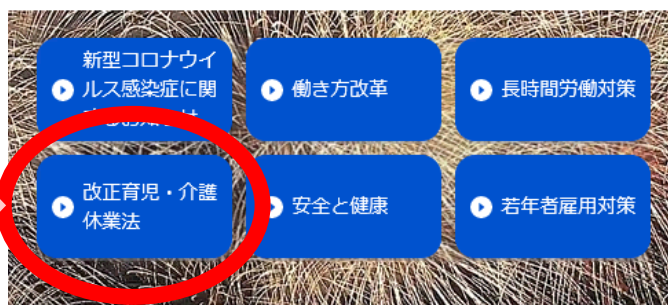 新型コロナウイ
ルス感染症に関
働き方改革
長時間労働対策
改正育児・介護
休業法
安全と健康
若年者雇用対策